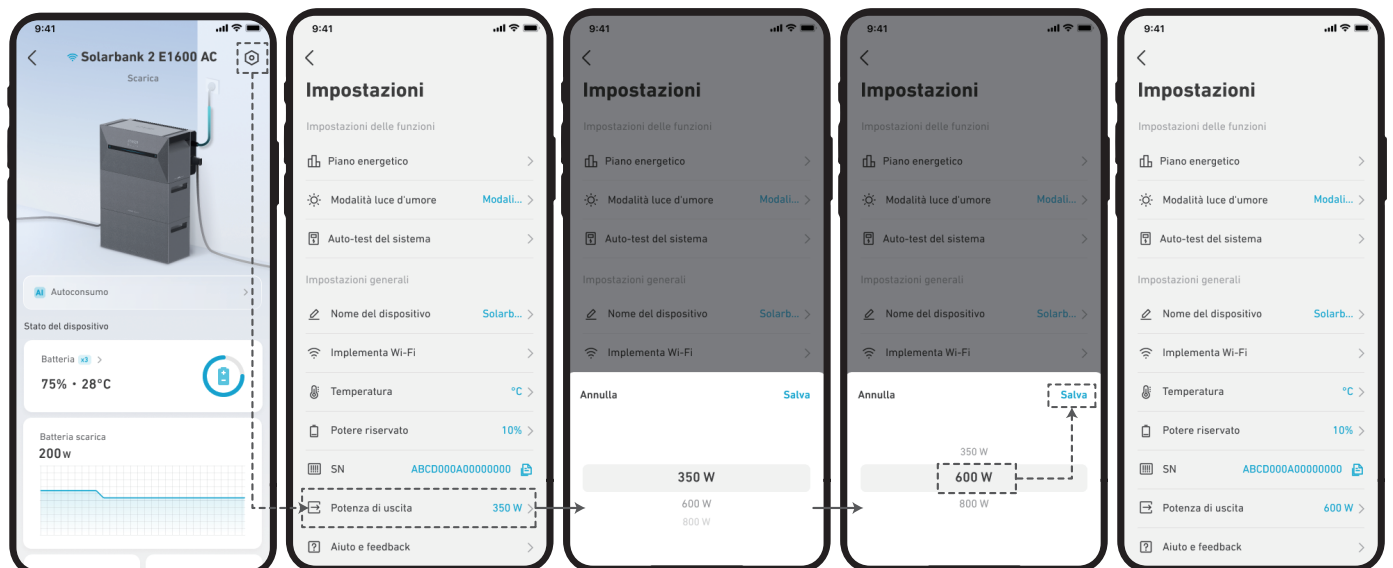 9:41
Solarbank 2 E1600 AC
Scarica
AI Autoconsumo
Stato del dispositivo
Batteria x3
75% • 28°C
Batteria scarica
200 w
9:41
Impostazioni
Impostazioni delle funzioni
Piano energetico
Modalità luce d'umore Modali...
Auto-test del sistema
Impostazioni generali
Nome del dispositivo Solarb...
Implementa Wi-Fi
Temperatura °C
Potere riservato 10%
SN ABCD000A00000000
Potenza di uscita 350 W
Aiuto e feedback
9:41
Impostazioni
Impostazioni delle funzioni
Piano energetico
Modalità luce d'umore Modali...
Auto-test del sistema
Impostazioni generali
Nome del dispositivo Solarb...
Implementa Wi-Fi
Annulla Salva
350 W
600 W
800 W
9:41
Impostazioni
Impostazioni delle funzioni
Piano energetico
Modalità luce d'umore Modali...
Auto-test del sistema
Impostazioni generali
Nome del dispositivo Solarb...
Implementa Wi-Fi
Annulla Salva
350 W
600 W
800 W
9:41
Impostazioni
Impostazioni delle funzioni
Piano energetico
Modalità luce d'umore Modali...
Auto-test del sistema
Impostazioni generali
Nome del dispositivo Solarb...
Implementa Wi-Fi
Temperatura °C
Potere riservato 10%
SN ABCD000A00000000
Potenza di uscita 600 W
Aiuto e feedback